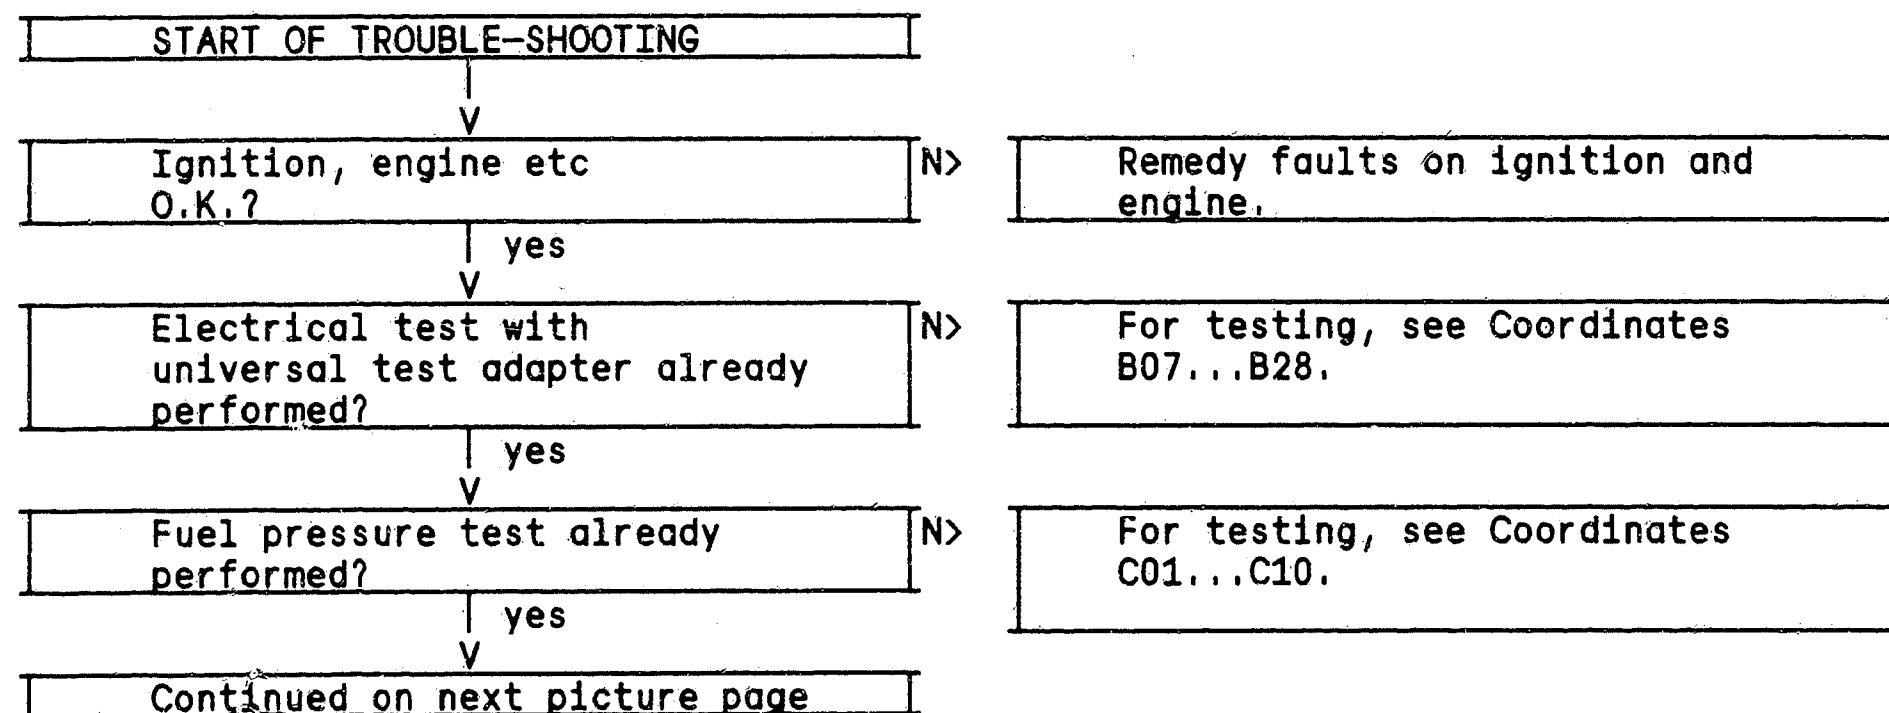 START OF TROUBLE-SHOOTING
V
Ignition, engine etc
O.K.?
N>
Remedy faults on ignition and
engine.
yes
V
Electrical test with
universal test adapter already
performed?
N>
For testing, see Coordinates
B07...B28.
yes
V
Fuel pressure test already
performed?
N>
For testing, see Coordinates
C01...C10.
yes
V
Continued on next picture page